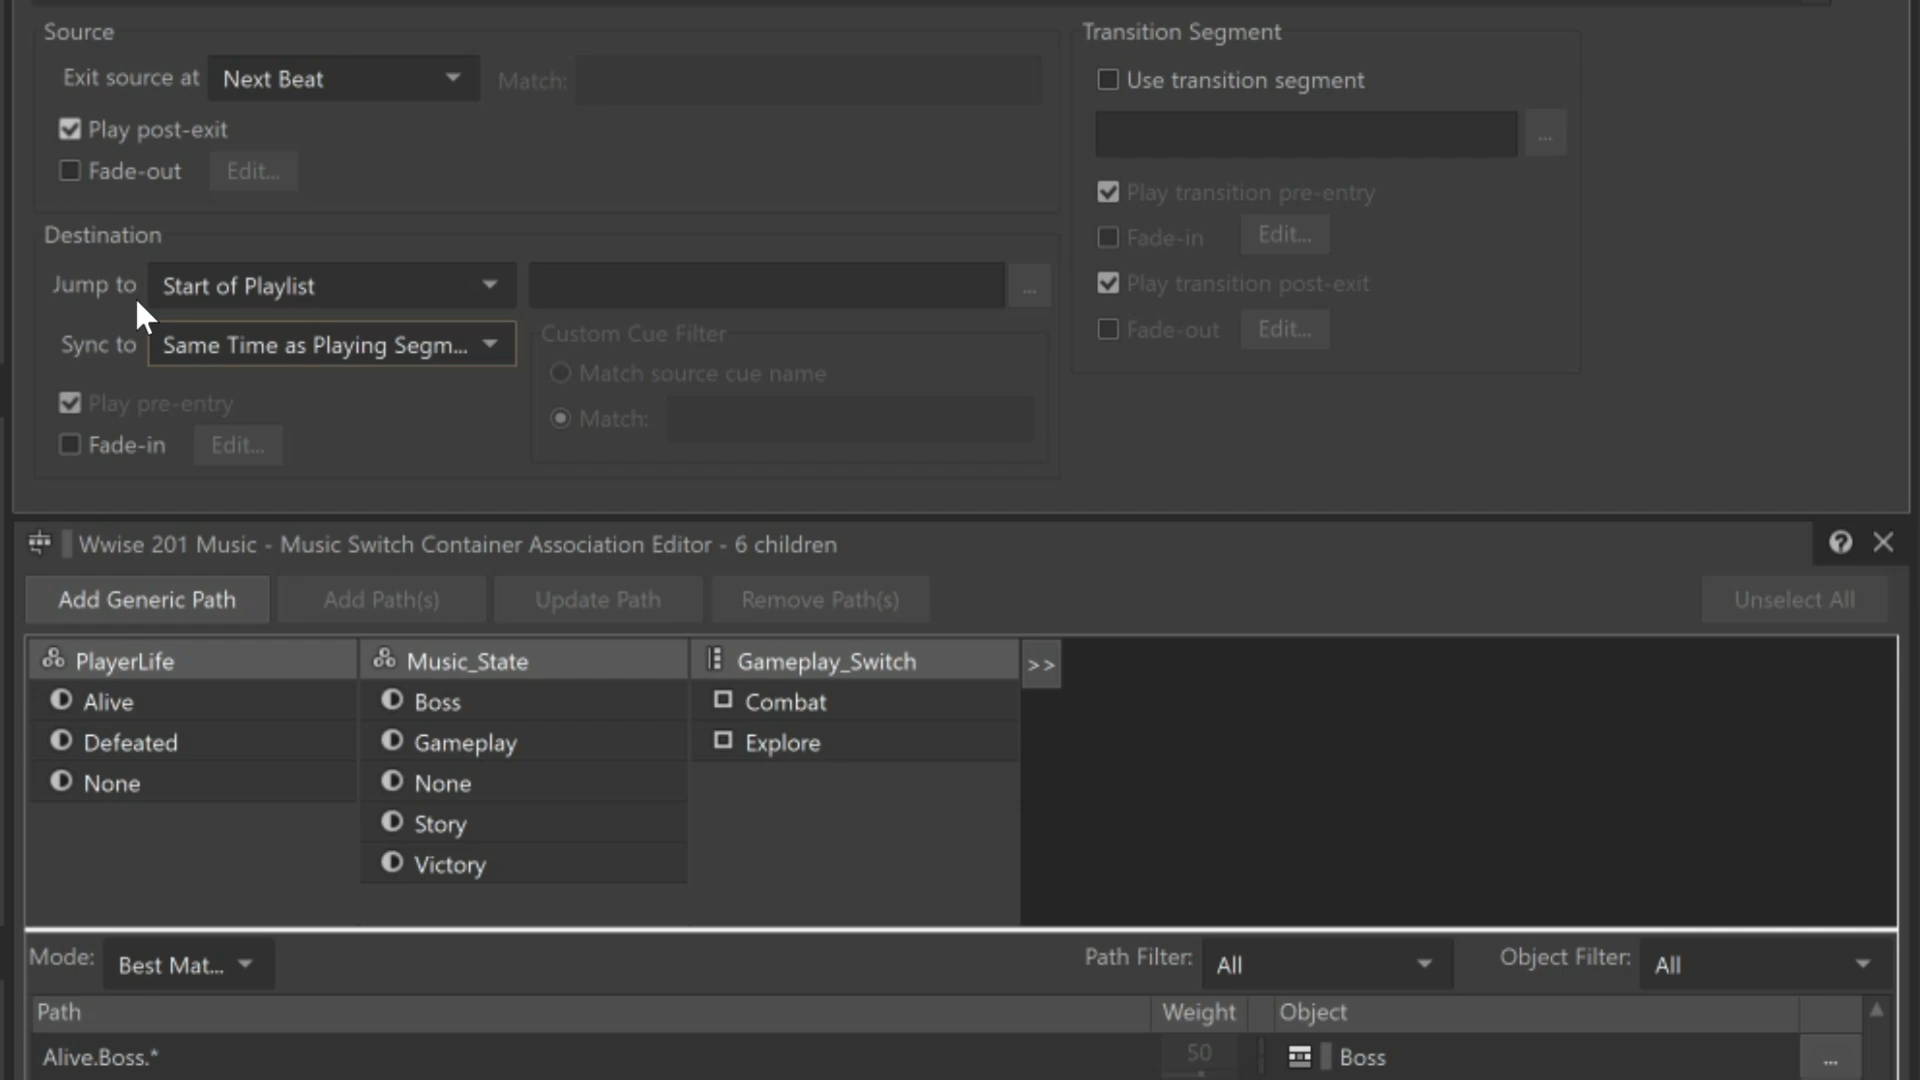 Source
Exit source at Next Beat Match:
Play post-exit
Fade-out Edit...
Destination
Jump to Start of Playlist ...
Sync to Same Time as Playing Segm...
Play pre-entry
Fade-in Edit...
Custom Cue Filter
Match source cue name
Match:
Transition Segment
Use transition segment
...
Play transition pre-entry
Fade-in Edit...
Play transition post-exit
Fade-out Edit...
Wwise 201 Music - Music Switch Container Association Editor - 6 children
Add Generic Path Add Path(s) Update Path Remove Path(s) Unselect All
PlayerLife Music_State Gameplay_Switch >>
Alive Boss Combat
Defeated Gameplay Explore
None None
Story
Victory
Mode: Best Mat... Path Filter: All Object Filter: All
Path Weight Object
Alive.Boss.* 50 Boss ...